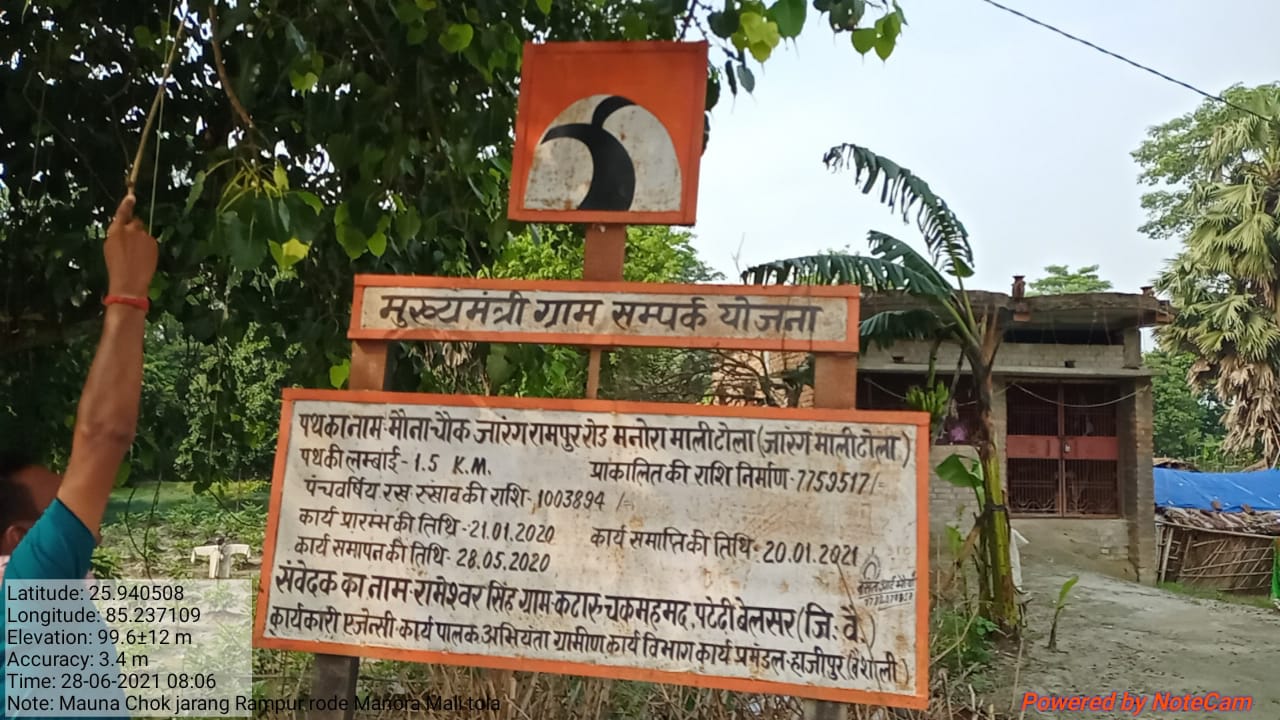 मुख्यमंत्री ग्राम सम्पर्क योजना
पथ का नाम-मौना चौक जारंग रामपुर रोड मनोरा मालीटोला (जारंग मालीटोला)
पथ की लम्बाई - 1.5 K.M. प्राकालित की राशि निर्माण-7759517/=
पंचवर्षिय रख रखाव की राशि-1003894 /=
कार्य प्रारम्भ की तिथि-21.01.2020 कार्य समाप्ति की तिथि-20.01.2021
कार्य समापन की तिथि-28.05.2020
संवेदक का नाम-रामेश्वर सिंह ग्राम-कटारु चकमहमद, पटेढी बेलसर (जि. वै.)
कार्यकारी एजेन्सी-कार्य पालक अभियंता ग्रामीण कार्य विभाग कार्य प्रमंडल-हाजीपुर (वैशाली)
Latitude: 25.940508
Longitude: 85.237109
Elevation: 99.6±12 m
Accuracy: 3.4 m
Time: 28-06-2021 08:06
Note: Mauna Chok jarang Rampur rode Manora Mali tola
Powered by NoteCam